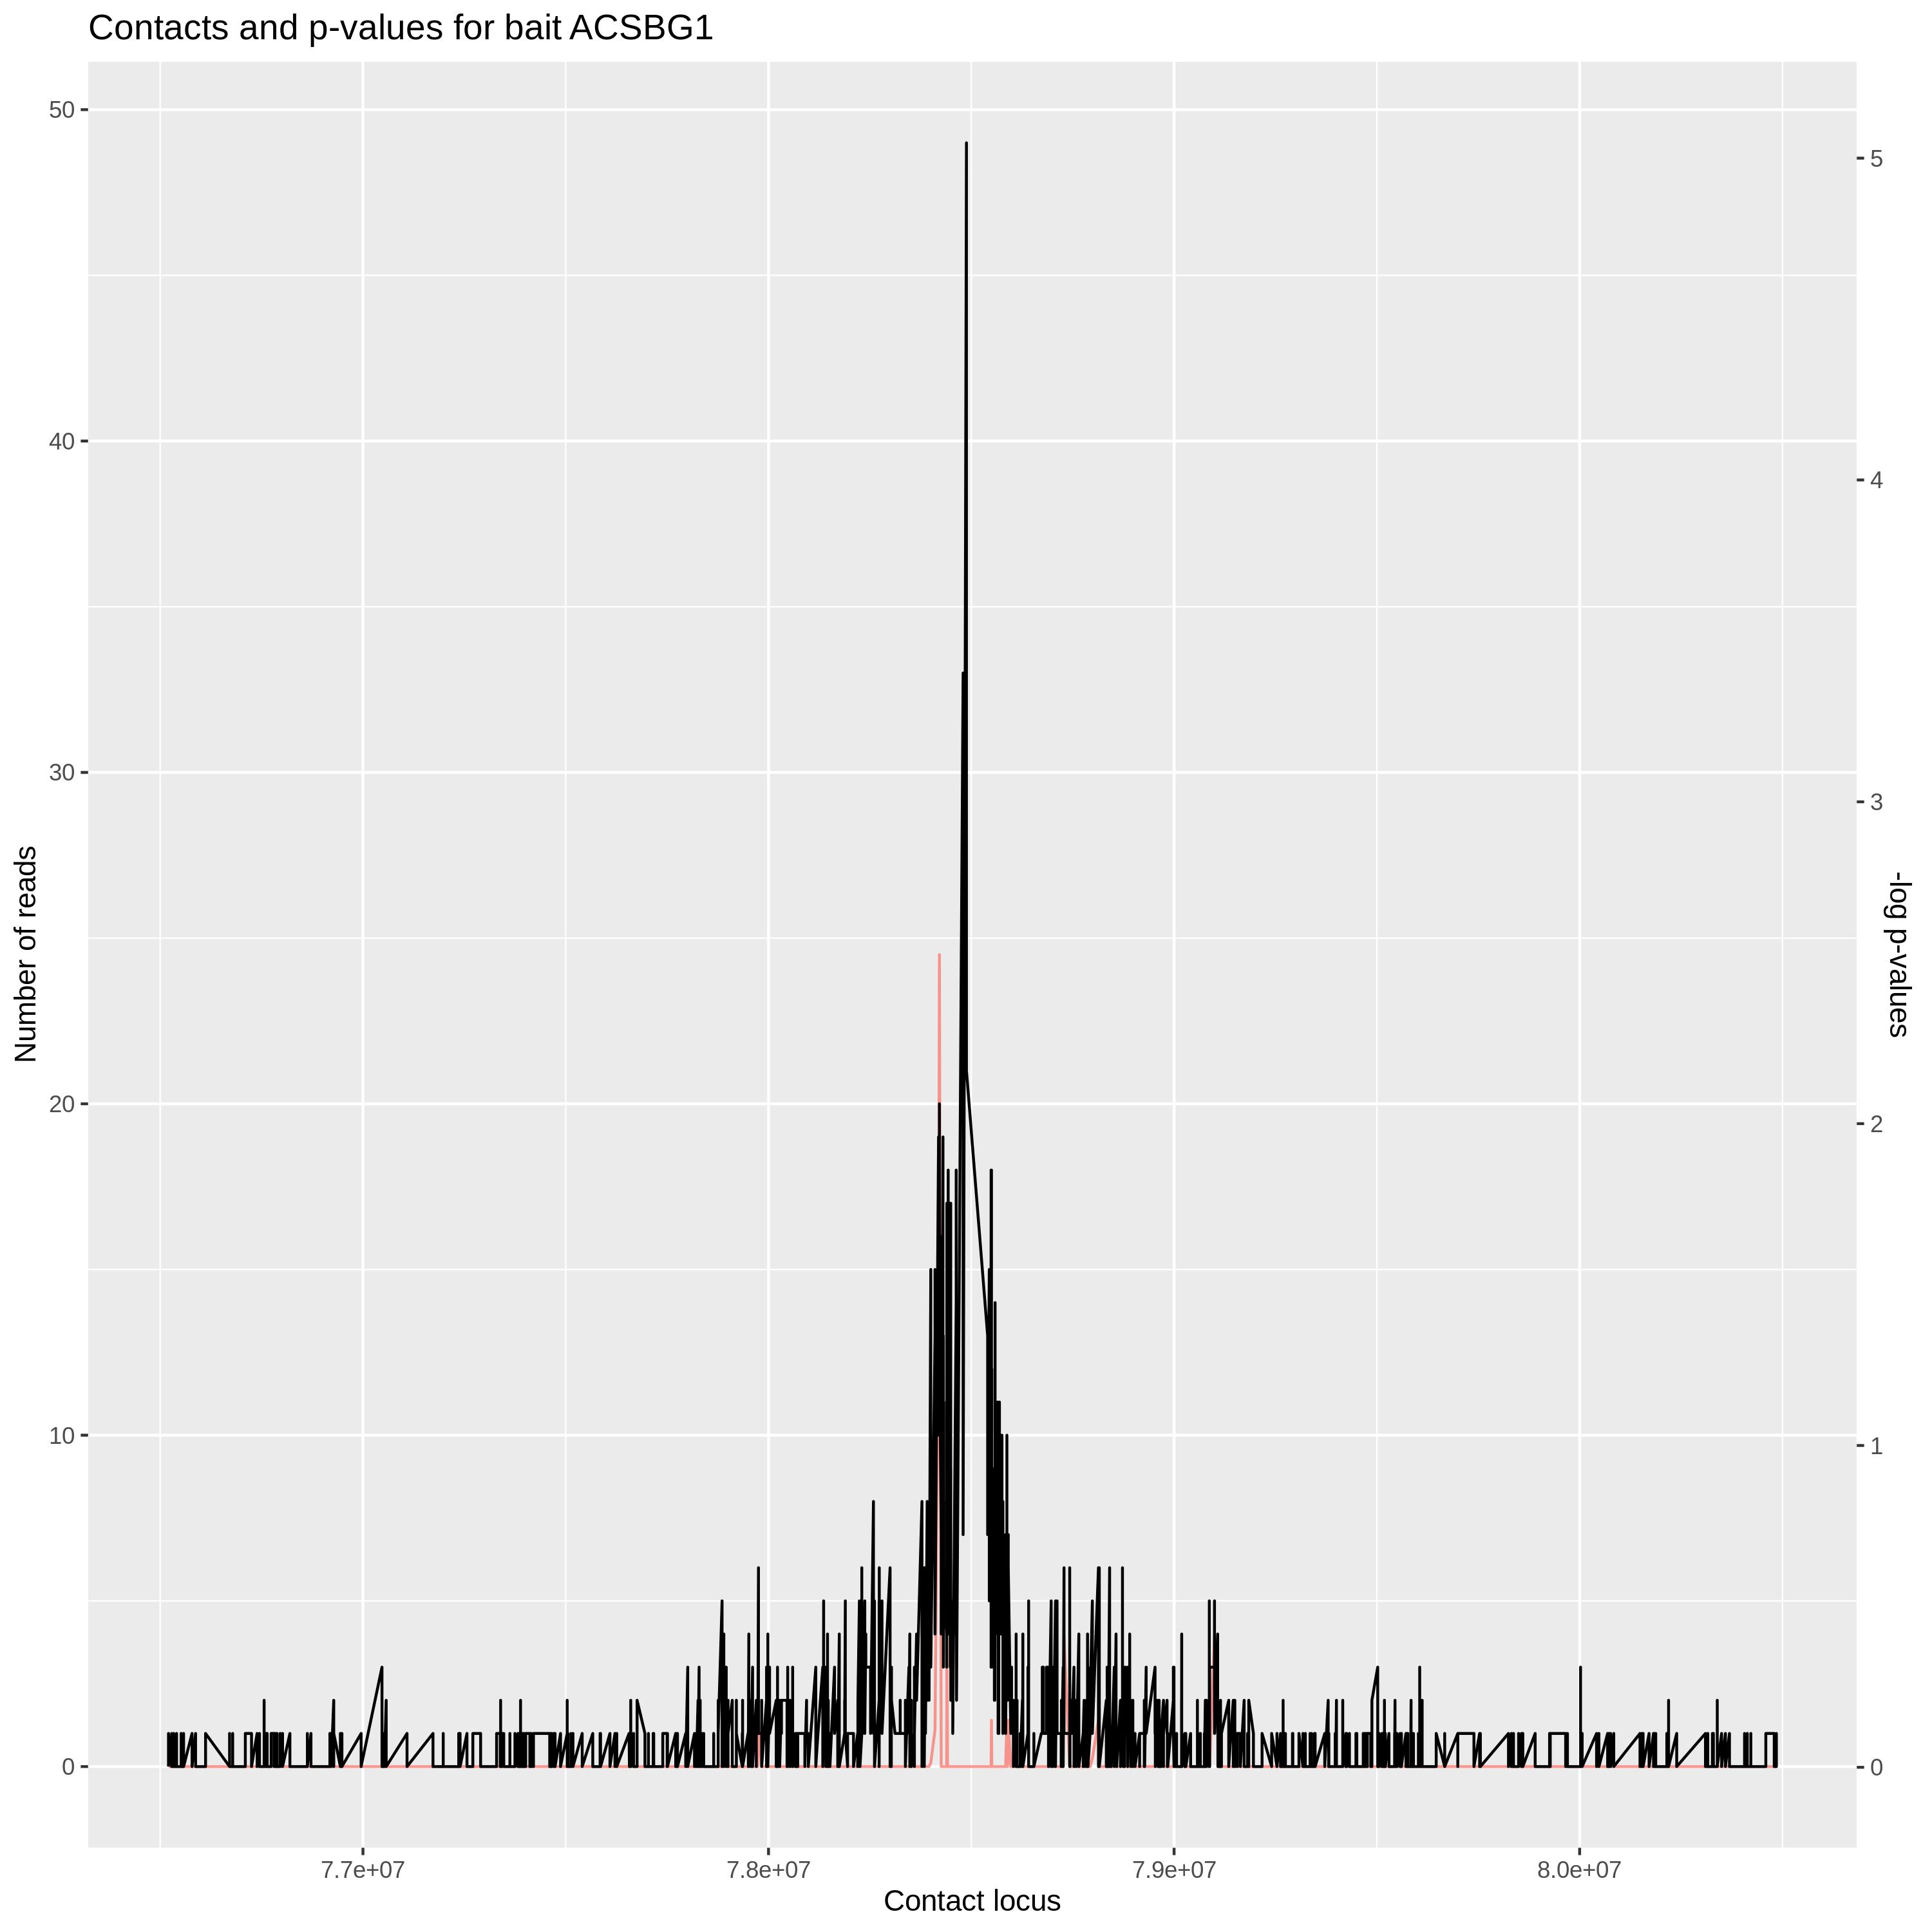 Contacts and p-values for bait ACSBG1
50
40
30
20
10
0
Number of reads
5
4
3
2
1
0
-log p-values
7.7e+07
7.8e+07
7.9e+07
8.0e+07
Contact locus